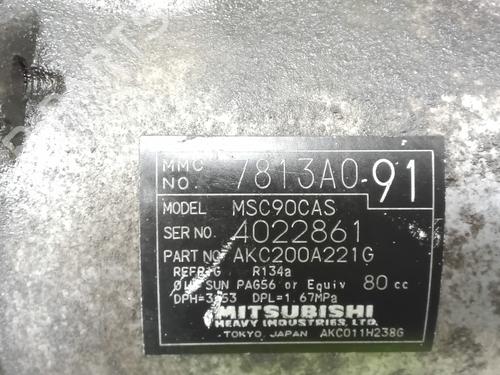 MMC NO. 7813A0 91
MODEL MSC90CAS
SER NO. 4022861
PART NO AKC200A221G
REFRIG R134a
OIL SUN PAG56 or Equiv 80 cc
DPH=3.53 DPL=1.67MPa
MITSUBISHI
HEAVY INDUSTRIES, LTD.
TOKYO, JAPAN AKC011H238G